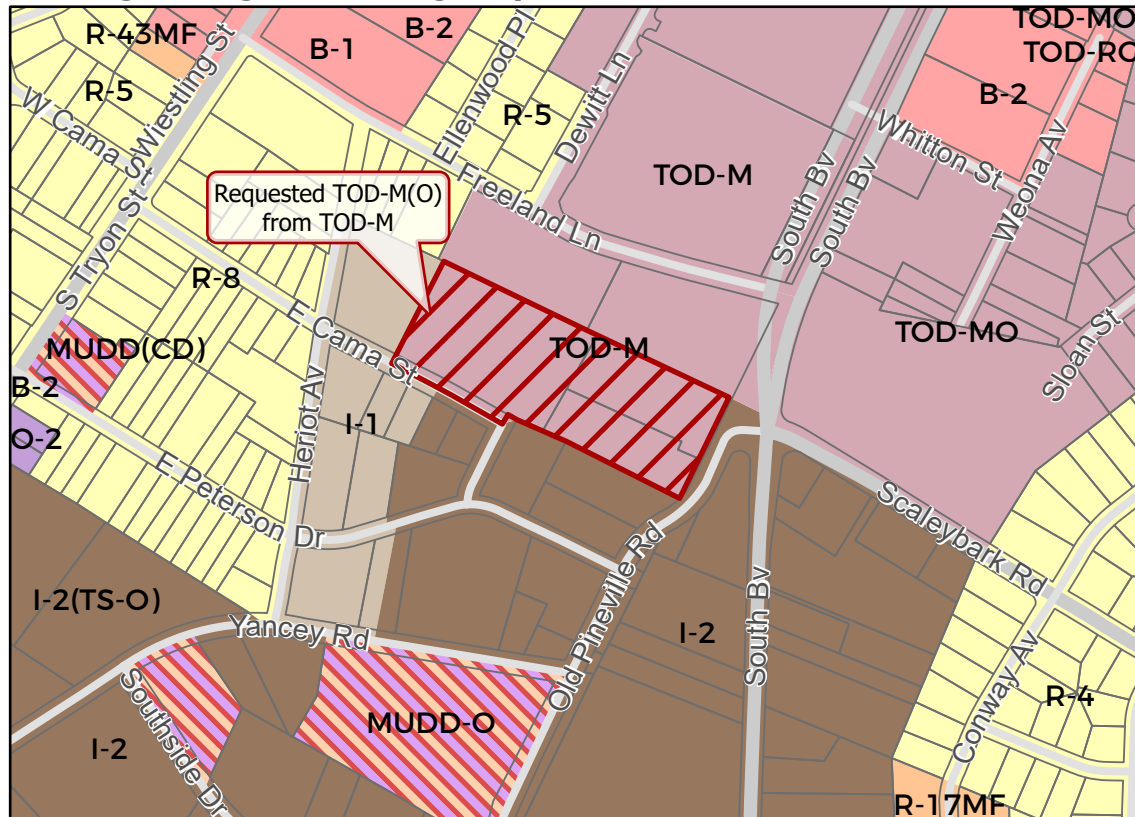 R-43MF
B-1
B-2
TOD-MO
TOD-RO
B-2
R-5
R-5
W Cama St
Wiestling St
Ellenwood Pl
Dewitt Ln
TOD-M
South Bv
South Bv
Whitton St
Weona Av
Requested TOD-M(O)
from TOD-M
E Freeland Ln
S Tryon St
R-8
E Cama St
TOD-M
TOD-MO
Sloan St
MUDD(CD)
B-2
O-2
Heriot Av
I-1
E Peterson Dr
Scaleybark Rd
I-2(TS-O)
Yancey Rd
Old Pineville Rd
I-2
South Bv
Conway Av
R-4
Southside Dr
I-2
MUDD-O
R-17MF